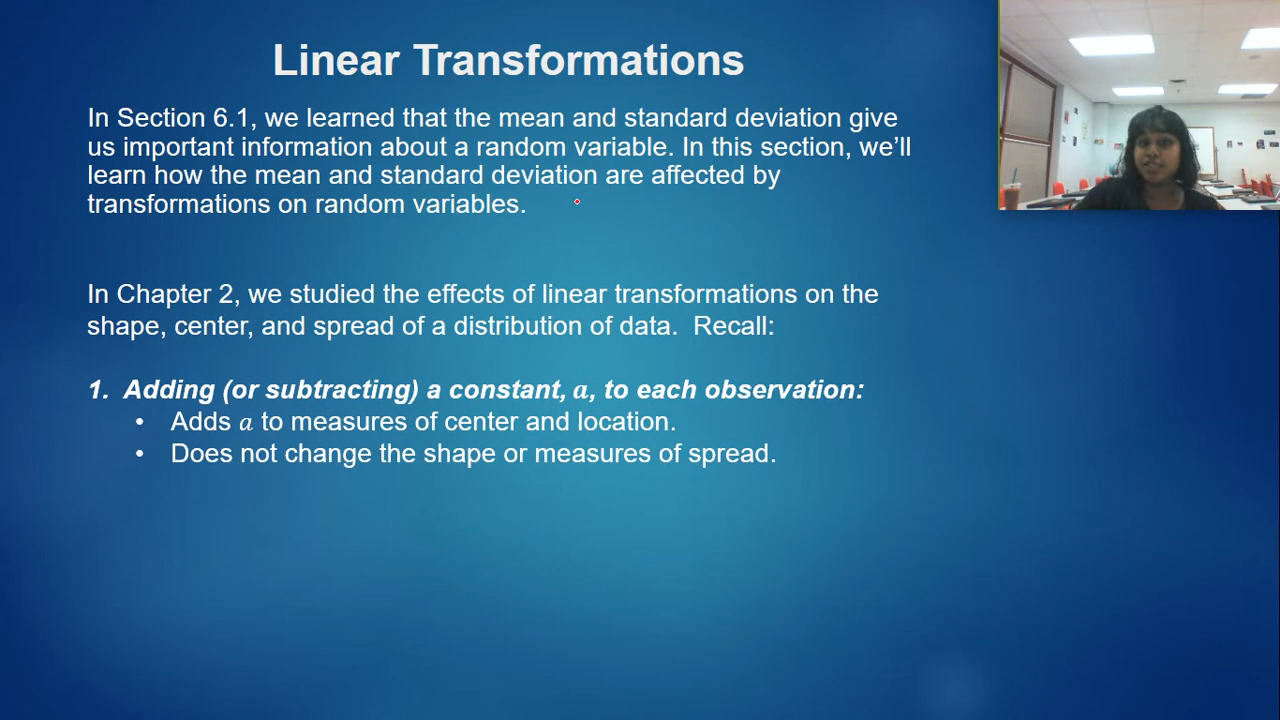 Linear Transformations
In Section 6.1, we learned that the mean and standard deviation give
us important information about a random variable. In this section, we’ll
learn how the mean and standard deviation are affected by
transformations on random variables.
In Chapter 2, we studied the effects of linear transformations on the
shape, center, and spread of a distribution of data.  Recall:
1. Adding (or subtracting) a constant, a, to each observation:
• Adds a to measures of center and location.
• Does not change the shape or measures of spread.